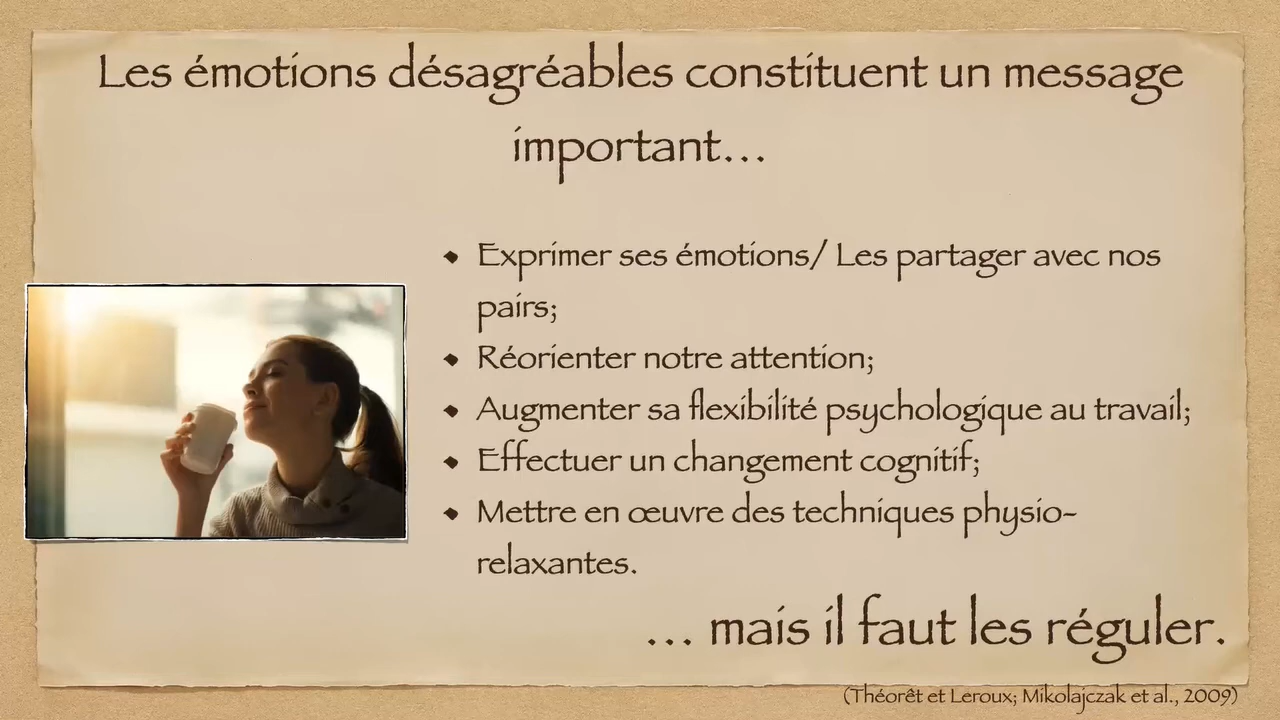 Les émotions désagréables constituent un message
important...
• Exprimer ses émotions/ Les partager avec nos
pairs;
• Réorienter notre attention;
• Augmenter sa flexibilité psychologique au travail;
• Effectuer un changement cognitif;
• Mettre en œuvre des techniques physio-
relaxantes.
... mais il faut les réguler.
(Théorêt et Leroux; Mikolajczak et al., 2009)